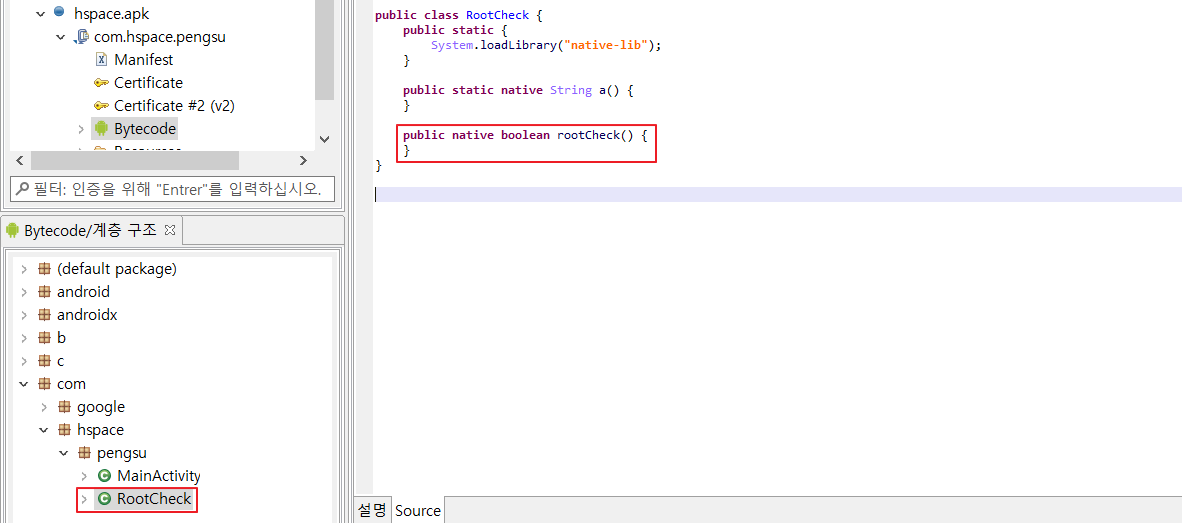 hspace.apk
com.hspace.pengsu
Manifest
Certificate
Certificate #2 (v2)
Bytecode
필터: 인증을 위해 "Entrer"를 입력하십시오.
Bytecode/계층 구조
(default package)
android
androidx
b
c
com
google
hspace
pengsu
MainActivity
RootCheck
public class RootCheck {
public static {
System.loadLibrary("native-lib");
}
public static native String a() {
}
public native boolean rootCheck() {
}
}
설명 Source